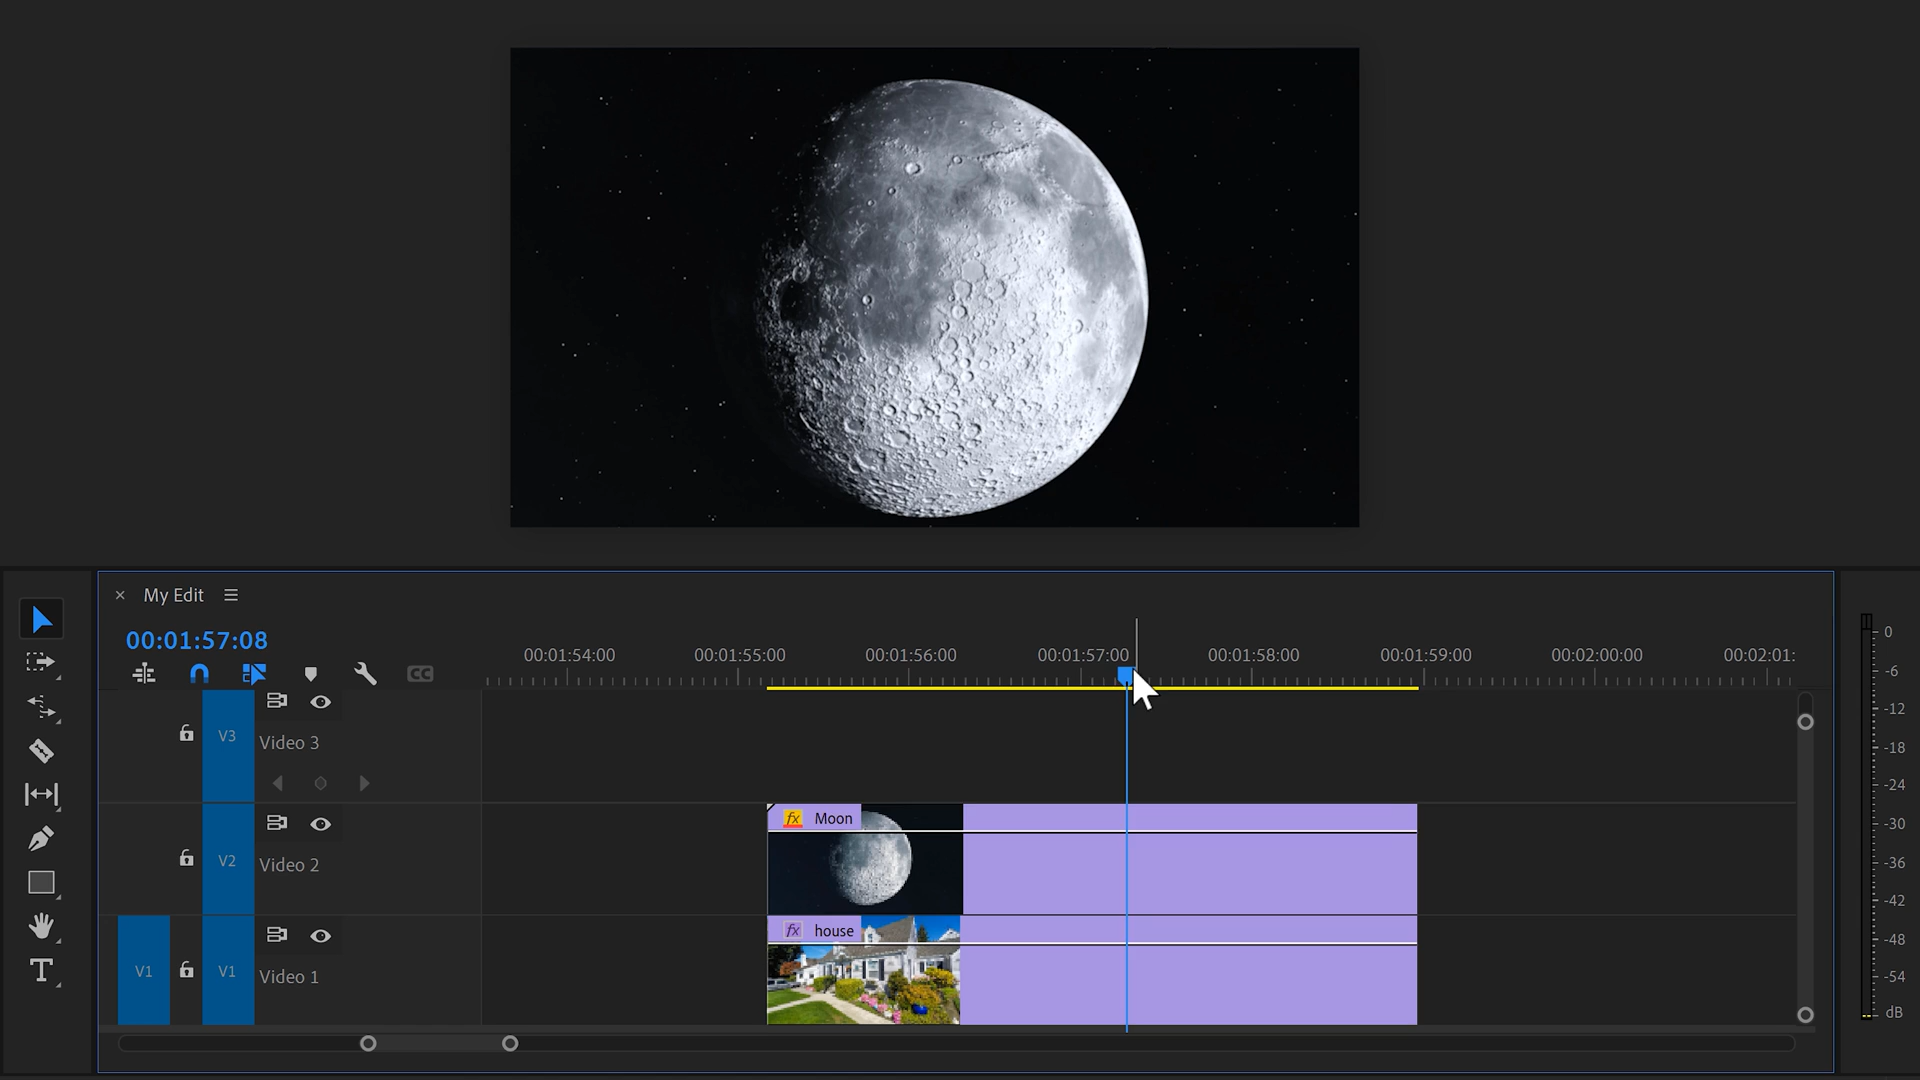 My Edit
00:01:57:08
00:01:54:00 00:01:55:00 00:01:56:00 00:01:57:00 00:01:58:00 00:01:59:00 00:02:00:00 00:02:01:
CC
V3 Video 3
fx Moon
V2 Video 2
fx house
V1 V1 Video 1
T
0
-6
-12
-18
-24
-30
-36
-42
-48
-54
dB